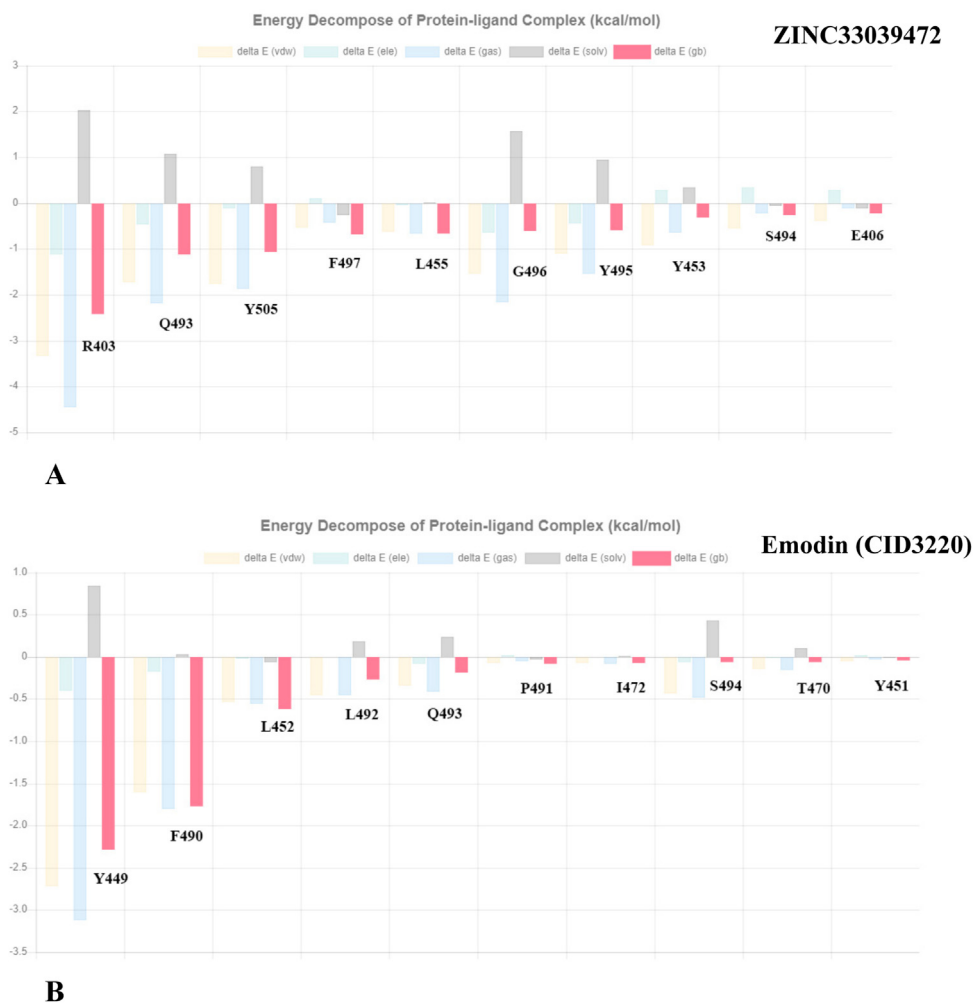 Energy Decompose of Protein-ligand Complex (kcal/mol)
ZINC33039472
delta E (vdw) delta E (ele) delta E (gas) delta E (solv) delta E (gb)
3
2
1
0
-1
-2
-3
-4
-5
R403
Q493
Y505
F497
L455
G496
Y495
Y453
S494
E406
A
Energy Decompose of Protein-ligand Complex (kcal/mol)
Emodin (CID3220)
delta E (vdw) delta E (ele) delta E (gas) delta E (solv) delta E (gb)
1.0
0.5
0
-0.5
-1.0
-1.5
-2.0
-2.5
-3.0
-3.5
Y449
F490
L452
L492
Q493
P491
I472
S494
T470
Y451
B